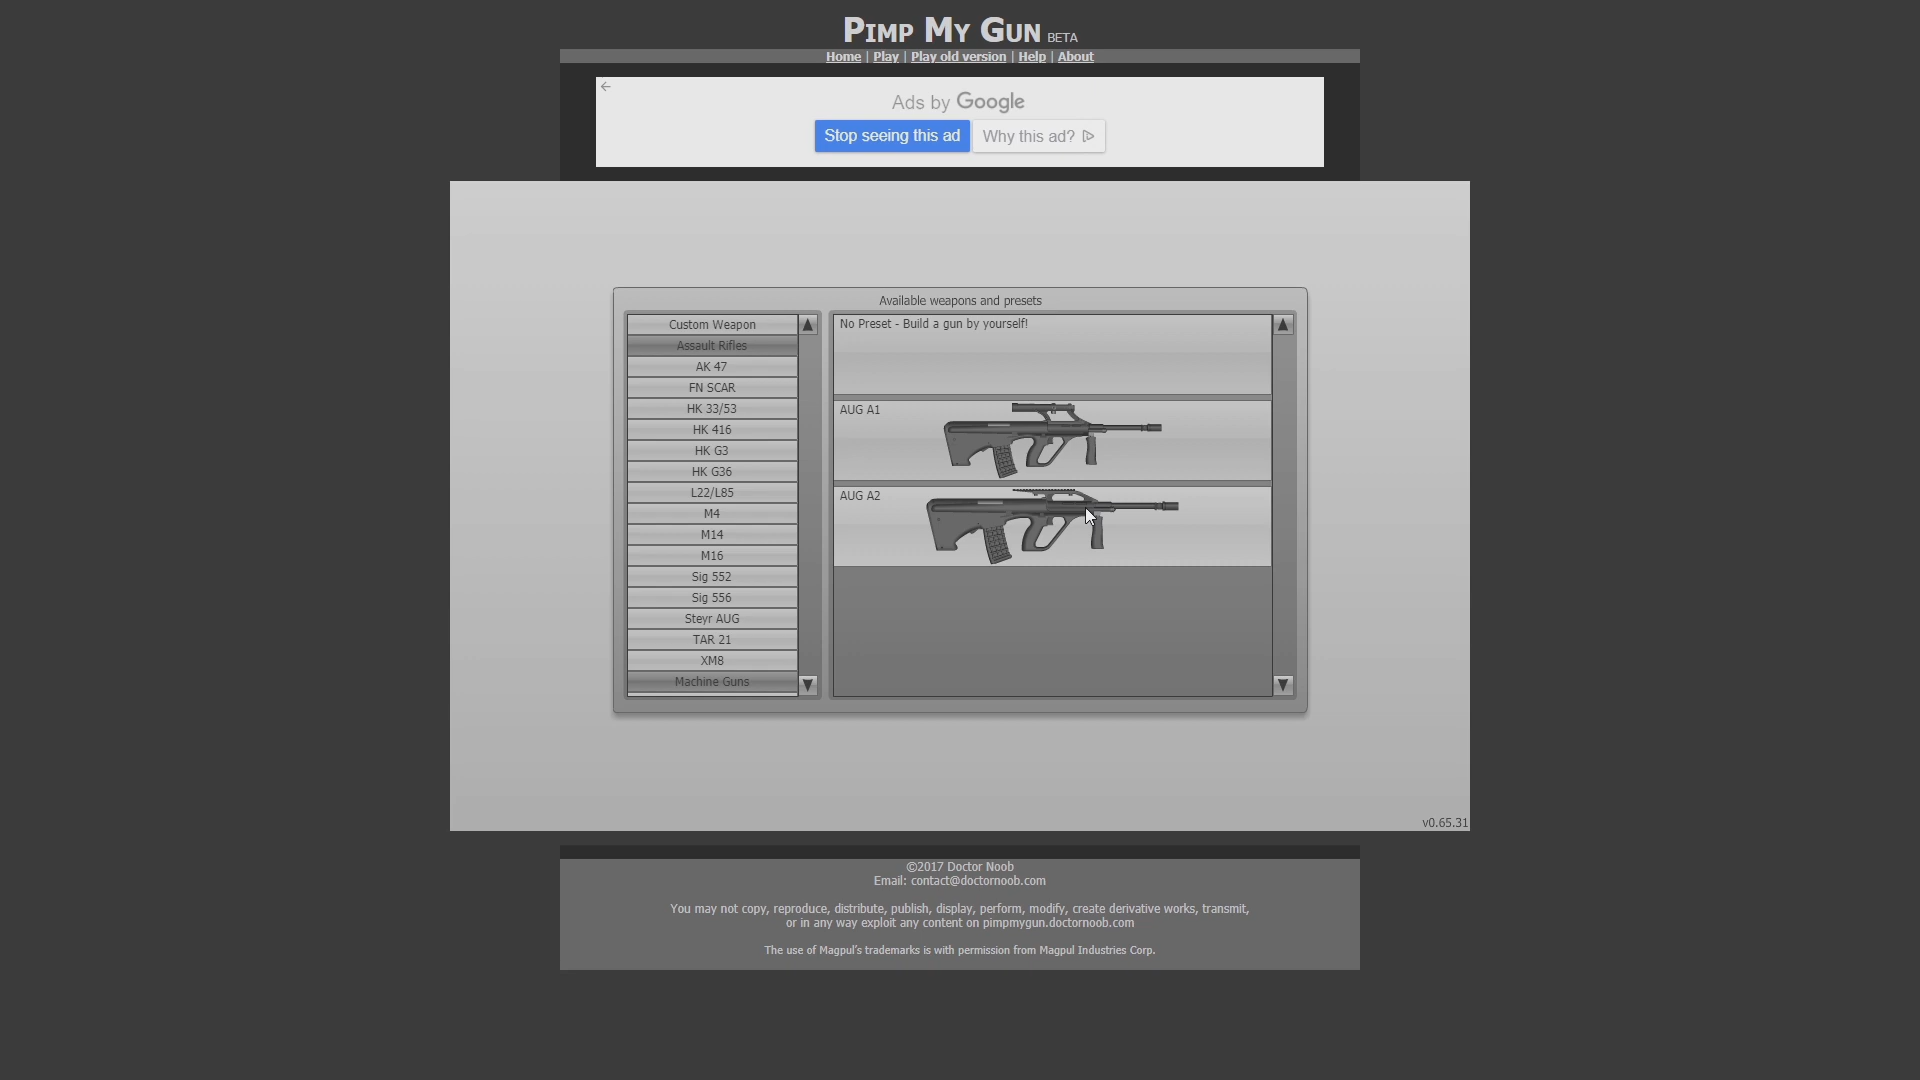 PIMP MY GUN BETA
Home | Play | Play old version | Help | About
Ads by Google
Stop seeing this ad
Why this ad?
Available weapons and presets
Custom Weapon
Assault Rifles
AK 47
FN SCAR
HK 33/53
HK 416
HK G3
HK G36
L22/L85
M4
M14
M16
Sig 552
Sig 556
Steyr AUG
TAR 21
XM8
Machine Guns
No Preset - Build a gun by yourself!
AUG A1
AUG A2
v0.65.31
©2017 Doctor Noob
Email: contact@doctornoob.com
You may not copy, reproduce, distribute, publish, display, perform, modify, create derivative works, transmit,
or in any way exploit any content on pimpmygun.doctornoob.com
The use of Magpul's trademarks is with permission from Magpul Industries Corp.